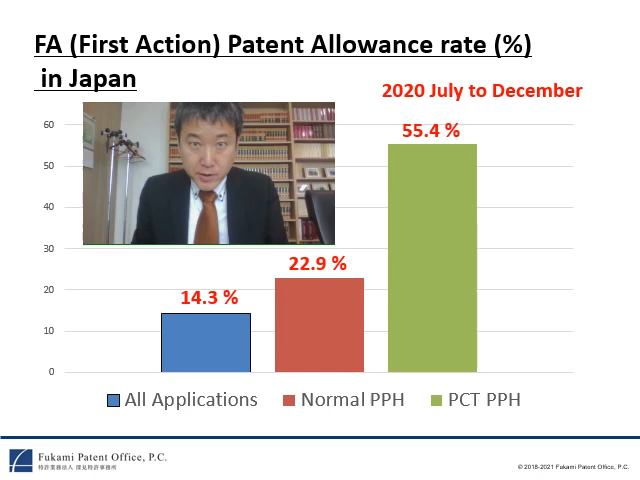 FA (First Action) Patent Allowance rate (%)
in Japan
2020 July to December
60
50
40
30
20
10
0
14.3 %
22.9 %
55.4 %
All Applications
Normal PPH
PCT PPH
Fukami Patent Office, P.C.
特許業務法人 深見特許事務所
© 2018-2021 Fukami Patent Office, P.C.